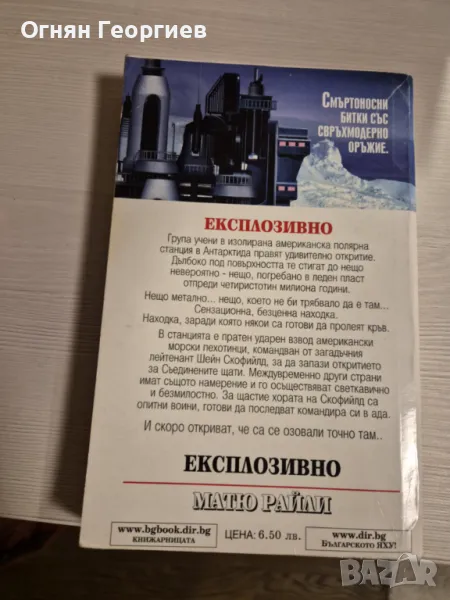 Огнян Георгиев
Смъртоносни
битки със
свръхмодерно
оръжие.
ЕКСПЛОЗИВНО
Група учени в изолирана американска полярна
станция в Антарктида правят удивително откритие.
Дълбоко под повърхността те стигат до нещо
невероятно - нещо, погребано в леден пласт
отпреди четиристотин милиона години.
Нещо метално... нещо, което не би трябвало да е там...
Сензационна, безценна находка.
Находка, заради която някои са готови да пролеят кръв.
В станцията е пратен ударен взвод американски
морски пехотинци, командван от загадъчния
лейтенант Шейн Скофийлд, за да запази откритието
за Съединените щати. Междувременно други страни
имат същото намерение и го осъществяват светкавично
и безмилостно. За щастие хората на Скофийлд са
опитни воини, готови да последват командира си в ада.
И скоро откриват, че са се озовали точно там..
ЕКСПЛОЗИВНО
МАТЮ РАЙЛИ
www.bgbook.dir.bg
КНИЖАРНИЦАТА
ЦЕНА: 6.50 лв.
www.dir.bg
Българското ЯХУ!
BAZAR